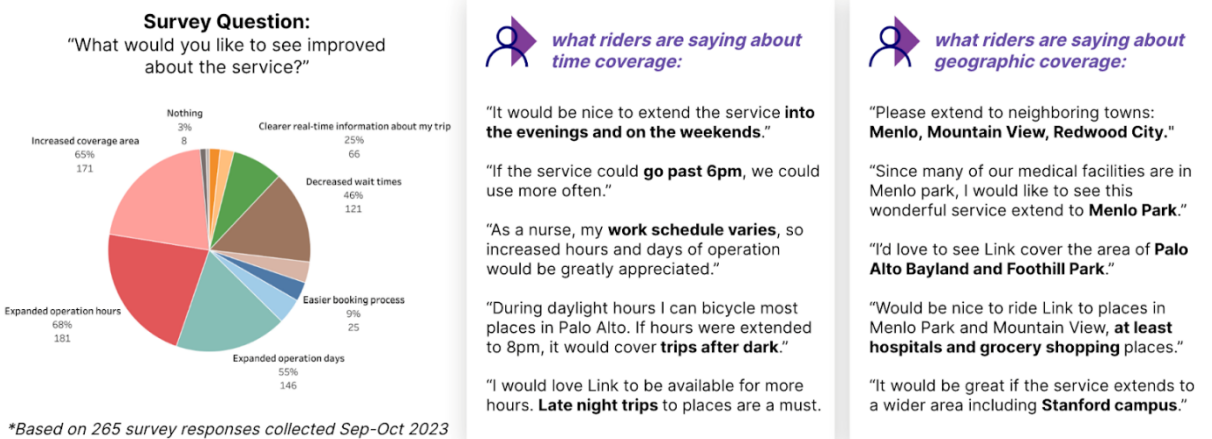 Survey Question:
“What would you like to see improved
about the service?”
Nothing
3%
8
Increased coverage area
65%
171
Clearer real-time information about my trip
25%
66
Decreased wait times
46%
121
Easier booking process
9%
25
Expanded operation hours
68%
181
Expanded operation days
55%
146
*Based on 265 survey responses collected Sep-Oct 2023
what riders are saying about
time coverage:
“It would be nice to extend the service into
the evenings and on the weekends.”
“If the service could go past 6pm, we could
use more often.”
“As a nurse, my work schedule varies, so
increased hours and days of operation
would be greatly appreciated.”
“During daylight hours I can bicycle most
places in Palo Alto. If hours were extended
to 8pm, it would cover trips after dark.”
“I would love Link to be available for more
hours. Late night trips to places are a must.
what riders are saying about
geographic coverage:
“Please extend to neighboring towns:
Menlo, Mountain View, Redwood City."
“Since many of our medical facilities are in
Menlo park, I would like to see this
wonderful service extend to Menlo Park.”
“I’d love to see Link cover the area of Palo
Alto Bayland and Foothill Park.”
“Would be nice to ride Link to places in
Menlo Park and Mountain View, at least
hospitals and grocery shopping places.”
“It would be great if the service extends to
a wider area including Stanford campus.”